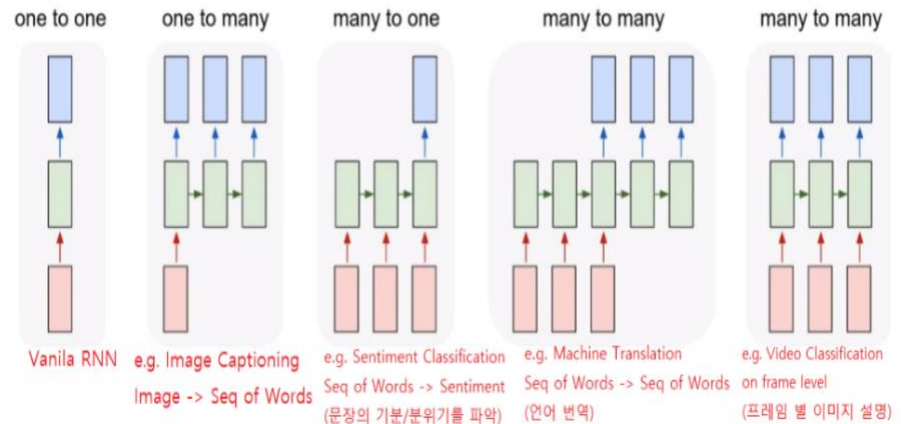 one to one
one to many
many to one
many to many
many to many
Vanila RNN
e.g. Image Captioning
Image -> Seq of Words
e.g. Sentiment Classification
Seq of Words -> Sentiment
(문장의 기분/분위기를 파악)
e.g. Machine Translation
Seq of Words -> Seq of Words
(언어 번역)
e.g. Video Classification
on frame level
(프레임 별 이미지 설명)